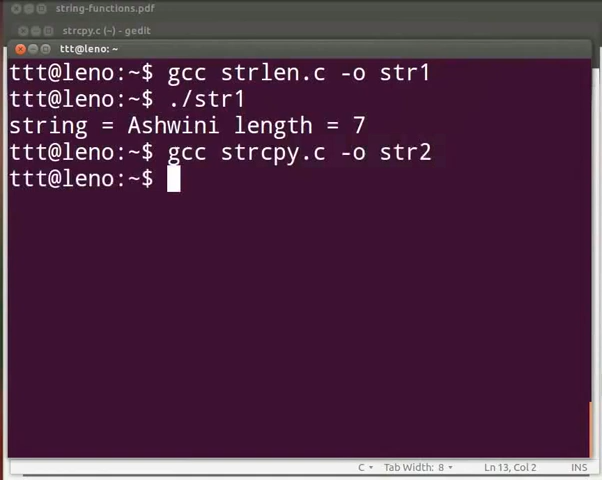 string-functions.pdf
strcpy.c (~) - gedit
ttt@leno: ~
ttt@leno:~$ gcc strlen.c -o str1
ttt@leno:~$ ./str1
string = Ashwini length = 7
ttt@leno:~$ gcc strcpy.c -o str2
ttt@leno:~$
C Tab Width: 8 Ln 13, Col 2 INS